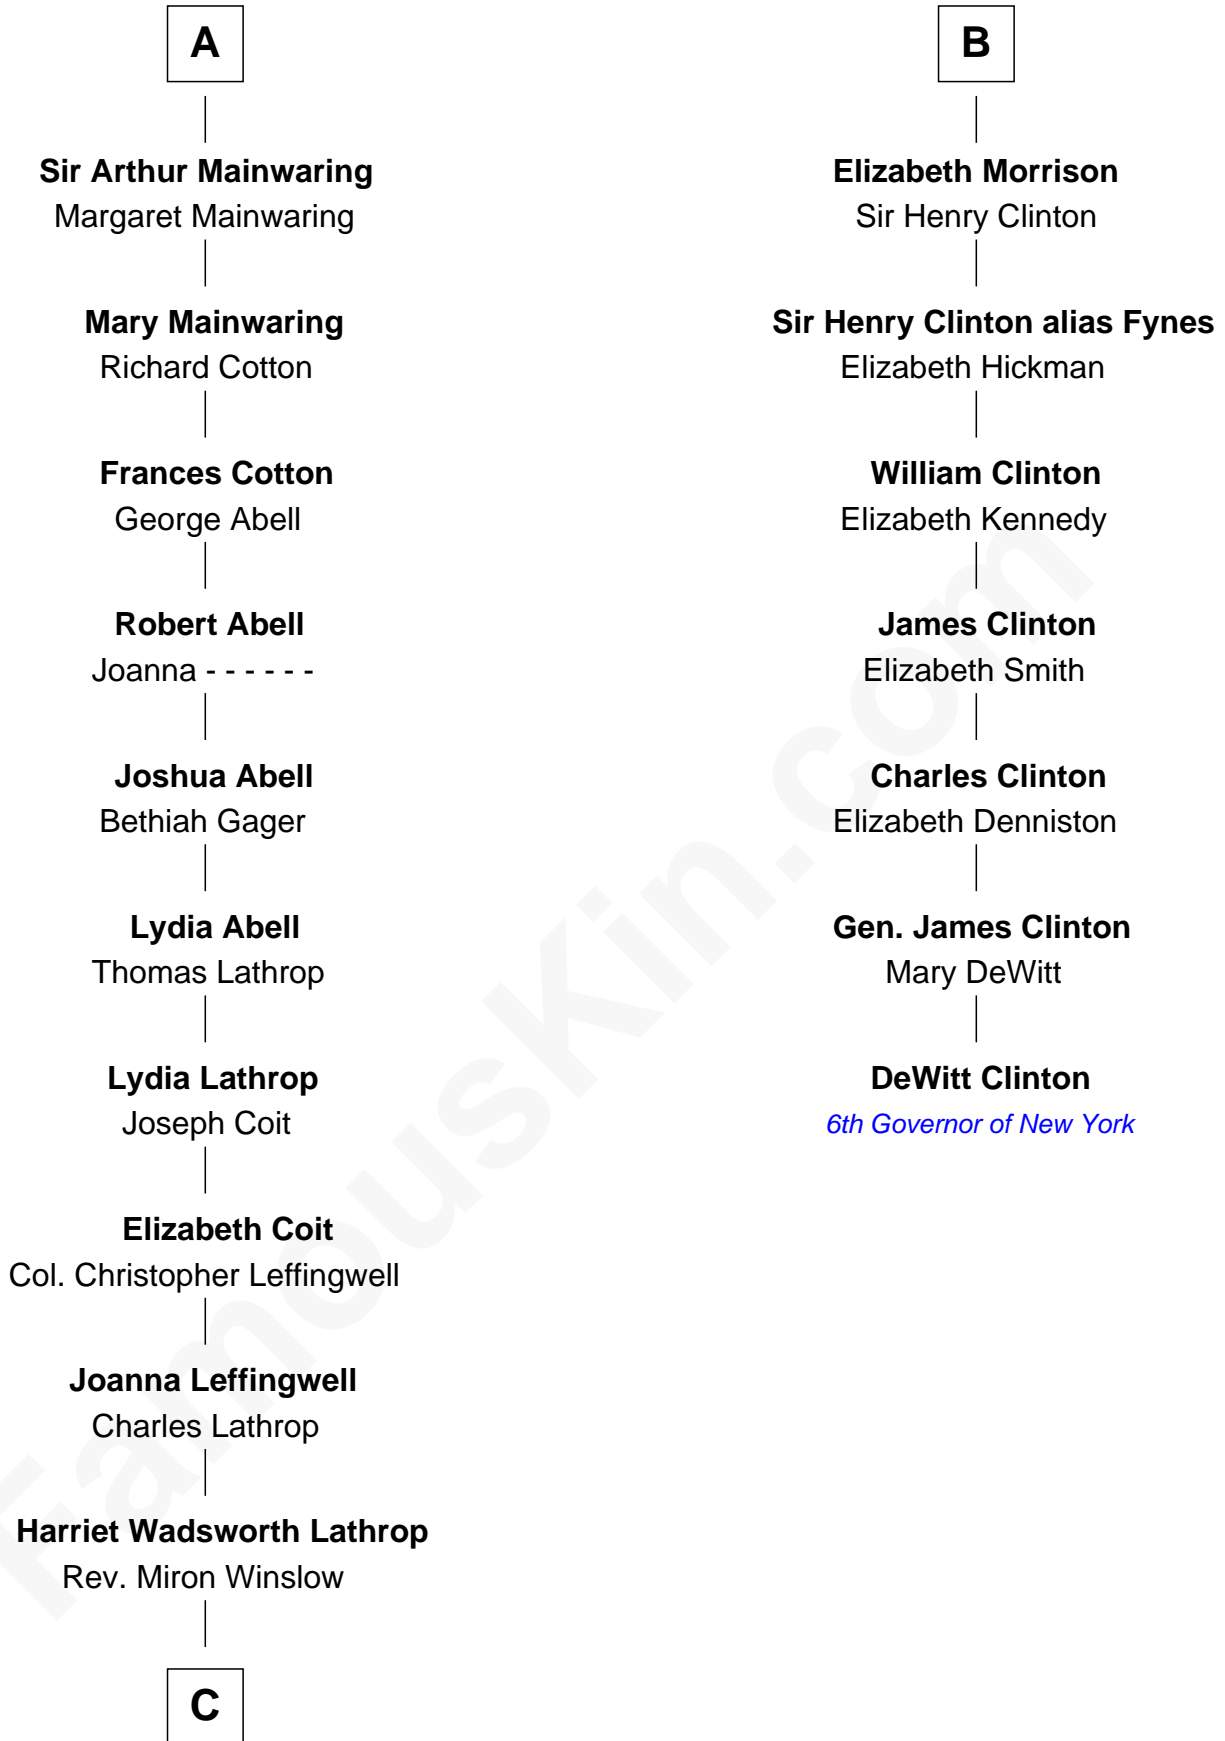 A
Sir Arthur Mainwaring
Margaret Mainwaring
Mary Mainwaring
Richard Cotton
Frances Cotton
George Abell
Robert Abell
Joanna - - - - - -
Joshua Abell
Bethiah Gager
Lydia Abell
Thomas Lathrop
Lydia Lathrop
Joseph Coit
Elizabeth Coit
Col. Christopher Leffingwell
Joanna Leffingwell
Charles Lathrop
Harriet Wadsworth Lathrop
Rev. Miron Winslow
C
B
Elizabeth Morrison
Sir Henry Clinton
Sir Henry Clinton alias Fynes
Elizabeth Hickman
William Clinton
Elizabeth Kennedy
James Clinton
Elizabeth Smith
Charles Clinton
Elizabeth Denniston
Gen. James Clinton
Mary DeWitt
DeWitt Clinton
6th Governor of New York
FamousKin.com